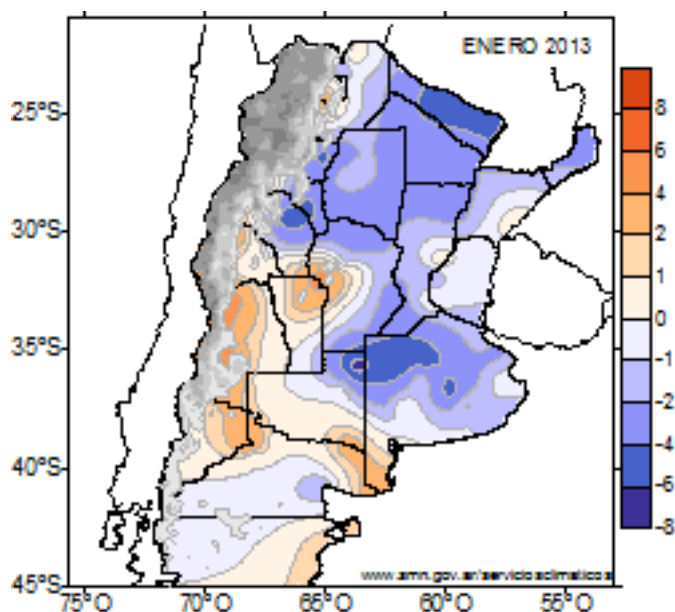 ENERO 2013
25°S
30°S
35°S
40°S
45°S
75°O
70°O
65°O
60°O
55°O
8
6
4
2
1
0
-1
-2
-4
-6
-8
www.smn.gov.ar/serviciosclimaticos